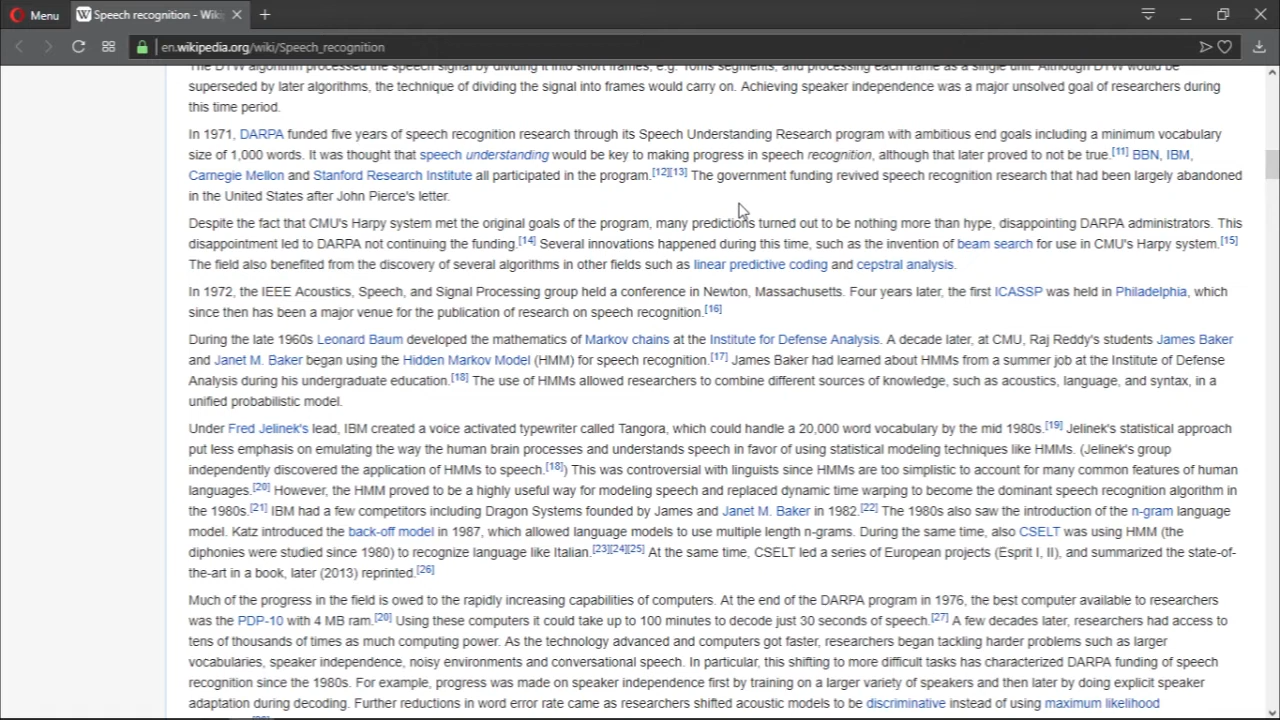 Menu
Speech recognition - Wiki
en.wikipedia.org/wiki/Speech_recognition
The DTW algorithm processed the speech signal by dividing it into short frames, e.g. 10ms segments, and processing each frame as a single unit. Although DTW would be
superseded by later algorithms, the technique of dividing the signal into frames would carry on. Achieving speaker independence was a major unsolved goal of researchers during
this time period.
In 1971, DARPA funded five years of speech recognition research through its Speech Understanding Research program with ambitious end goals including a minimum vocabulary
size of 1,000 words. It was thought that speech understanding would be key to making progress in speech recognition, although that later proved to not be true.[11] BBN, IBM,
Carnegie Mellon and Stanford Research Institute all participated in the program.[12][13] The government funding revived speech recognition research that had been largely abandoned
in the United States after John Pierce's letter.
Despite the fact that CMU's Harpy system met the original goals of the program, many predictions turned out to be nothing more than hype, disappointing DARPA administrators. This
disappointment led to DARPA not continuing the funding.[14] Several innovations happened during this time, such as the invention of beam search for use in CMU's Harpy system.[15]
The field also benefited from the discovery of several algorithms in other fields such as linear predictive coding and cepstral analysis.
In 1972, the IEEE Acoustics, Speech, and Signal Processing group held a conference in Newton, Massachusetts. Four years later, the first ICASSP was held in Philadelphia, which
since then has been a major venue for the publication of research on speech recognition.[16]
During the late 1960s Leonard Baum developed the mathematics of Markov chains at the Institute for Defense Analysis. A decade later, at CMU, Raj Reddy's students James Baker
and Janet M. Baker began using the Hidden Markov Model (HMM) for speech recognition.[17] James Baker had learned about HMMs from a summer job at the Institute of Defense
Analysis during his undergraduate education.[18] The use of HMMs allowed researchers to combine different sources of knowledge, such as acoustics, language, and syntax, in a
unified probabilistic model.
Under Fred Jelinek's lead, IBM created a voice activated typewriter called Tangora, which could handle a 20,000 word vocabulary by the mid 1980s.[19] Jelinek's statistical approach
put less emphasis on emulating the way the human brain processes and understands speech in favor of using statistical modeling techniques like HMMs. (Jelinek's group
independently discovered the application of HMMs to speech.[18]) This was controversial with linguists since HMMs are too simplistic to account for many common features of human
languages.[20] However, the HMM proved to be a highly useful way for modeling speech and replaced dynamic time warping to become the dominant speech recognition algorithm in
the 1980s.[21] IBM had a few competitors including Dragon Systems founded by James and Janet M. Baker in 1982.[22] The 1980s also saw the introduction of the n-gram language
model. Katz introduced the back-off model in 1987, which allowed language models to use multiple length n-grams. During the same time, also CSELT was using HMM (the
diphonies were studied since 1980) to recognize language like Italian.[23][24][25] At the same time, CSELT led a series of European projects (Esprit I, II), and summarized the state-of-
the-art in a book, later (2013) reprinted.[26]
Much of the progress in the field is owed to the rapidly increasing capabilities of computers. At the end of the DARPA program in 1976, the best computer available to researchers
was the PDP-10 with 4 MB ram.[20] Using these computers it could take up to 100 minutes to decode just 30 seconds of speech.[27] A few decades later, researchers had access to
tens of thousands of times as much computing power. As the technology advanced and computers got faster, researchers began tackling harder problems such as larger
vocabularies, speaker independence, noisy environments and conversational speech. In particular, this shifting to more difficult tasks has characterized DARPA funding of speech
recognition since the 1980s. For example, progress was made on speaker independence first by training on a larger variety of speakers and then later by doing explicit speaker
adaptation during decoding. Further reductions in word error rate came as researchers shifted acoustic models to be discriminative instead of using maximum likelihood